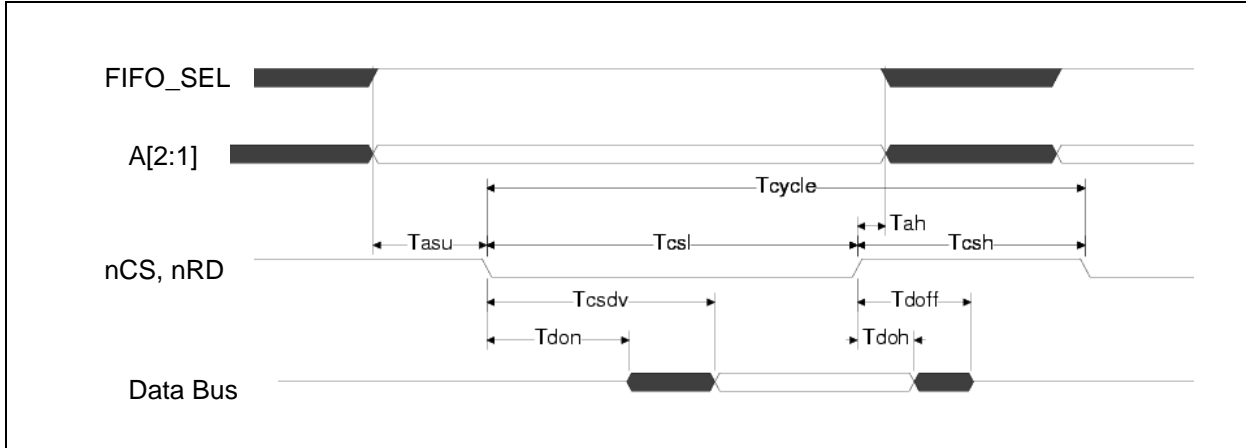 FIFO_SEL
A[2:1]
Tcycle
Tah
Tasu
Tcsl
Tcsh
nCS, nRD
Tcsdv
Tdoff
Tdon
Tdoh
Data Bus